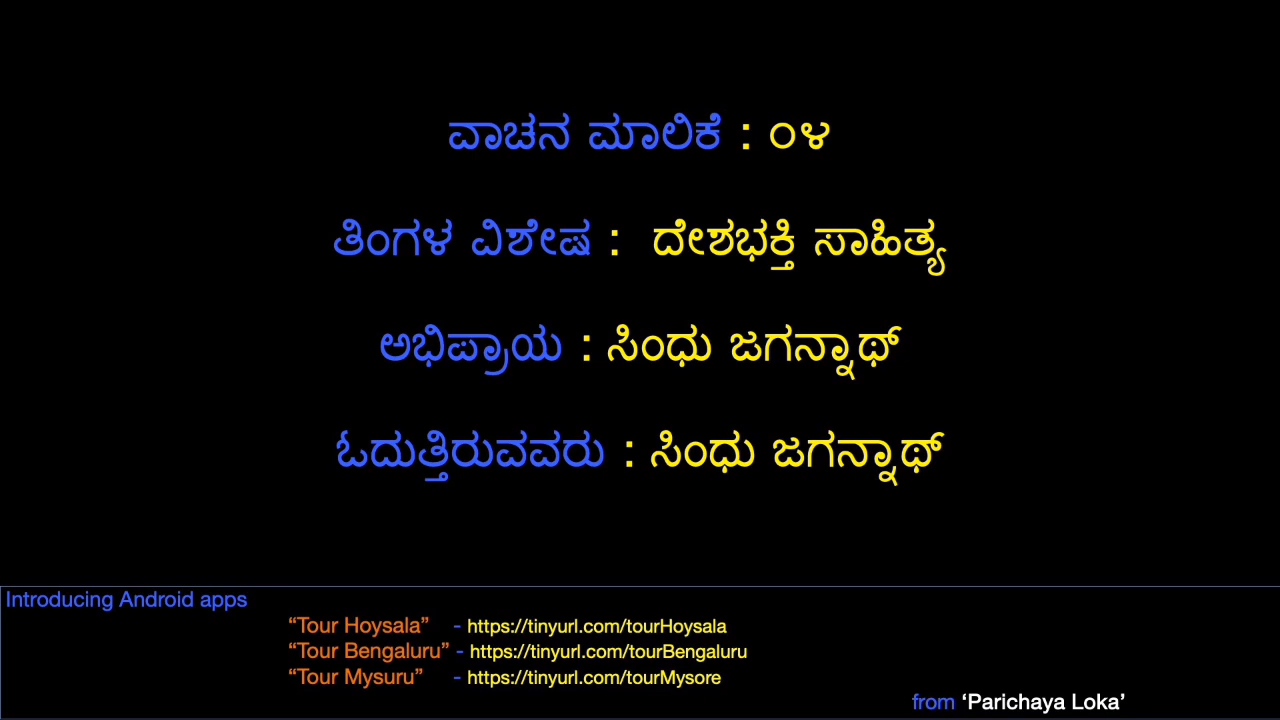 ವಾಚನ ಮಾಲಿಕೆ : ೦೪
ತಿಂಗಳ ವಿಶೇಷ : ದೇಶಭಕ್ತಿ ಸಾಹಿತ್ಯ
ಅಭಿಪ್ರಾಯ : ಸಿಂಧು ಜಗನ್ನಾಥ್
ಓದುತ್ತಿರುವವರು : ಸಿಂಧು ಜಗನ್ನಾಥ್
Introducing Android apps
“Tour Hoysala” - https://tinyurl.com/tourHoysala
“Tour Bengaluru” - https://tinyurl.com/tourBengaluru
“Tour Mysuru” - https://tinyurl.com/tourMysore
from ‘Parichaya Loka’